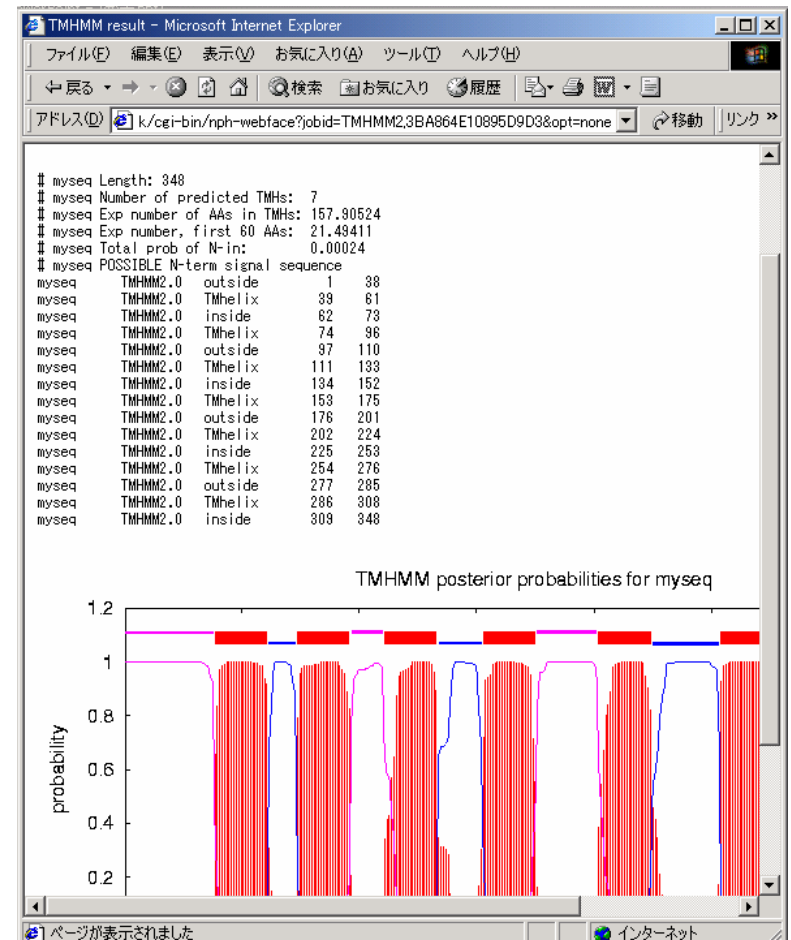 TMHMM result - Microsoft Internet Explorer
ファイル(F) 編集(E) 表示(V) お気に入り(A) ツール(T) ヘルプ(H)
戻る 検索 お気に入り 履歴
アドレス(D) k/cgi-bin/nph-webface?jobid=TMHMM2,3BA864E10895D9D3&opt=none 移動 リンク »
# myseq Length: 348
# myseq Number of predicted TMHs: 7
# myseq Exp number of AAs in TMHs: 157.90524
# myseq Exp number, first 60 AAs: 21.49411
# myseq Total prob of N-in: 0.00024
# myseq POSSIBLE N-term signal sequence
myseq TMHMM2.0 outside 1 38
myseq TMHMM2.0 TMhelix 39 61
myseq TMHMM2.0 inside 62 73
myseq TMHMM2.0 TMhelix 74 96
myseq TMHMM2.0 outside 97 110
myseq TMHMM2.0 TMhelix 111 133
myseq TMHMM2.0 inside 134 152
myseq TMHMM2.0 TMhelix 153 175
myseq TMHMM2.0 outside 176 201
myseq TMHMM2.0 TMhelix 202 224
myseq TMHMM2.0 inside 225 253
myseq TMHMM2.0 TMhelix 254 276
myseq TMHMM2.0 outside 277 285
myseq TMHMM2.0 TMhelix 286 308
myseq TMHMM2.0 inside 309 348
TMHMM posterior probabilities for myseq
1.2
1
0.8
0.6
0.4
0.2
probability
ページが表示されました インターネット